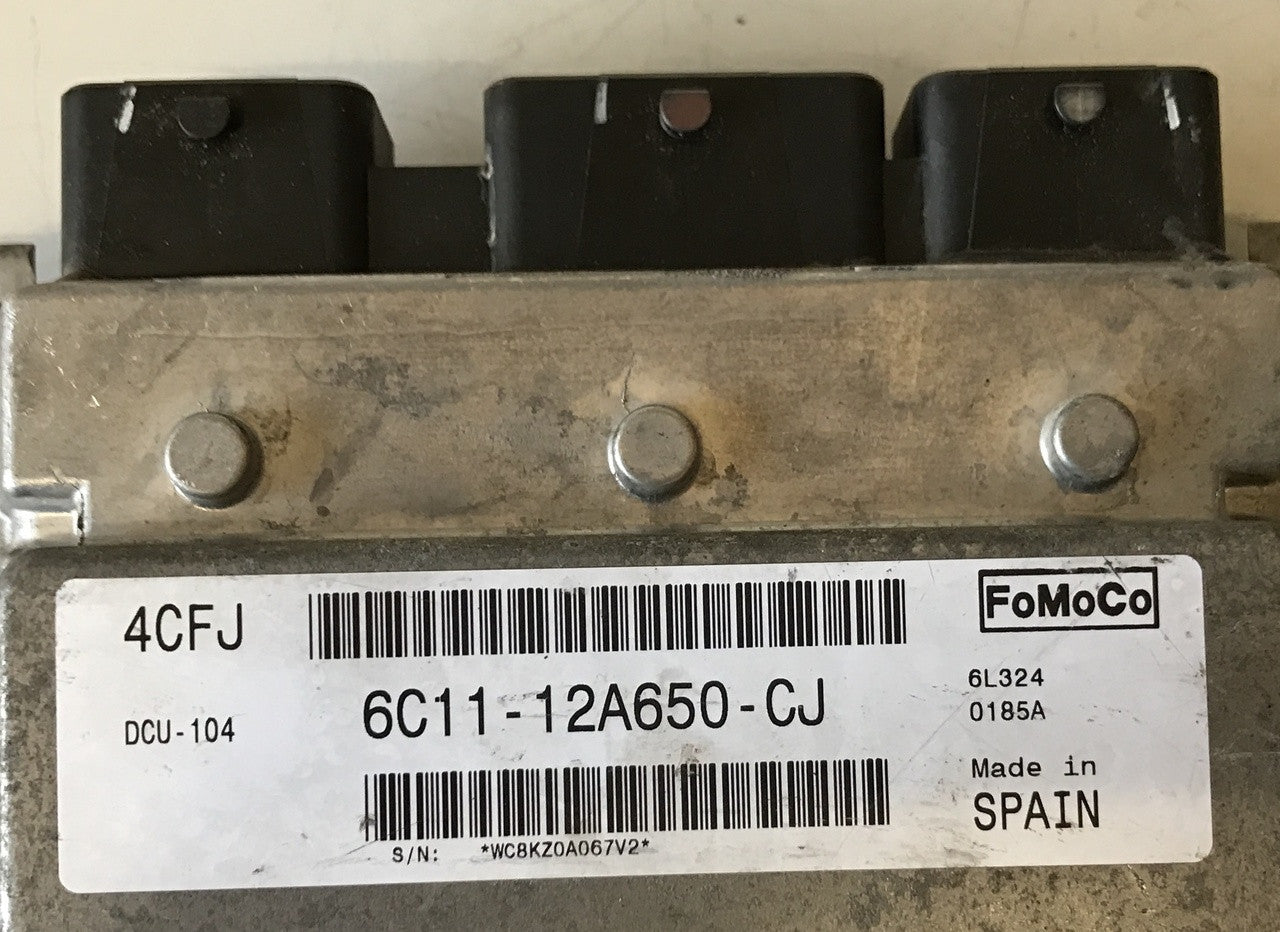 4CFJ
FoMoCo
DCU-104
6C11-12A650-CJ
6L324
0185A
Made in
SPAIN
S/N: *WC8KZ0A067V2*